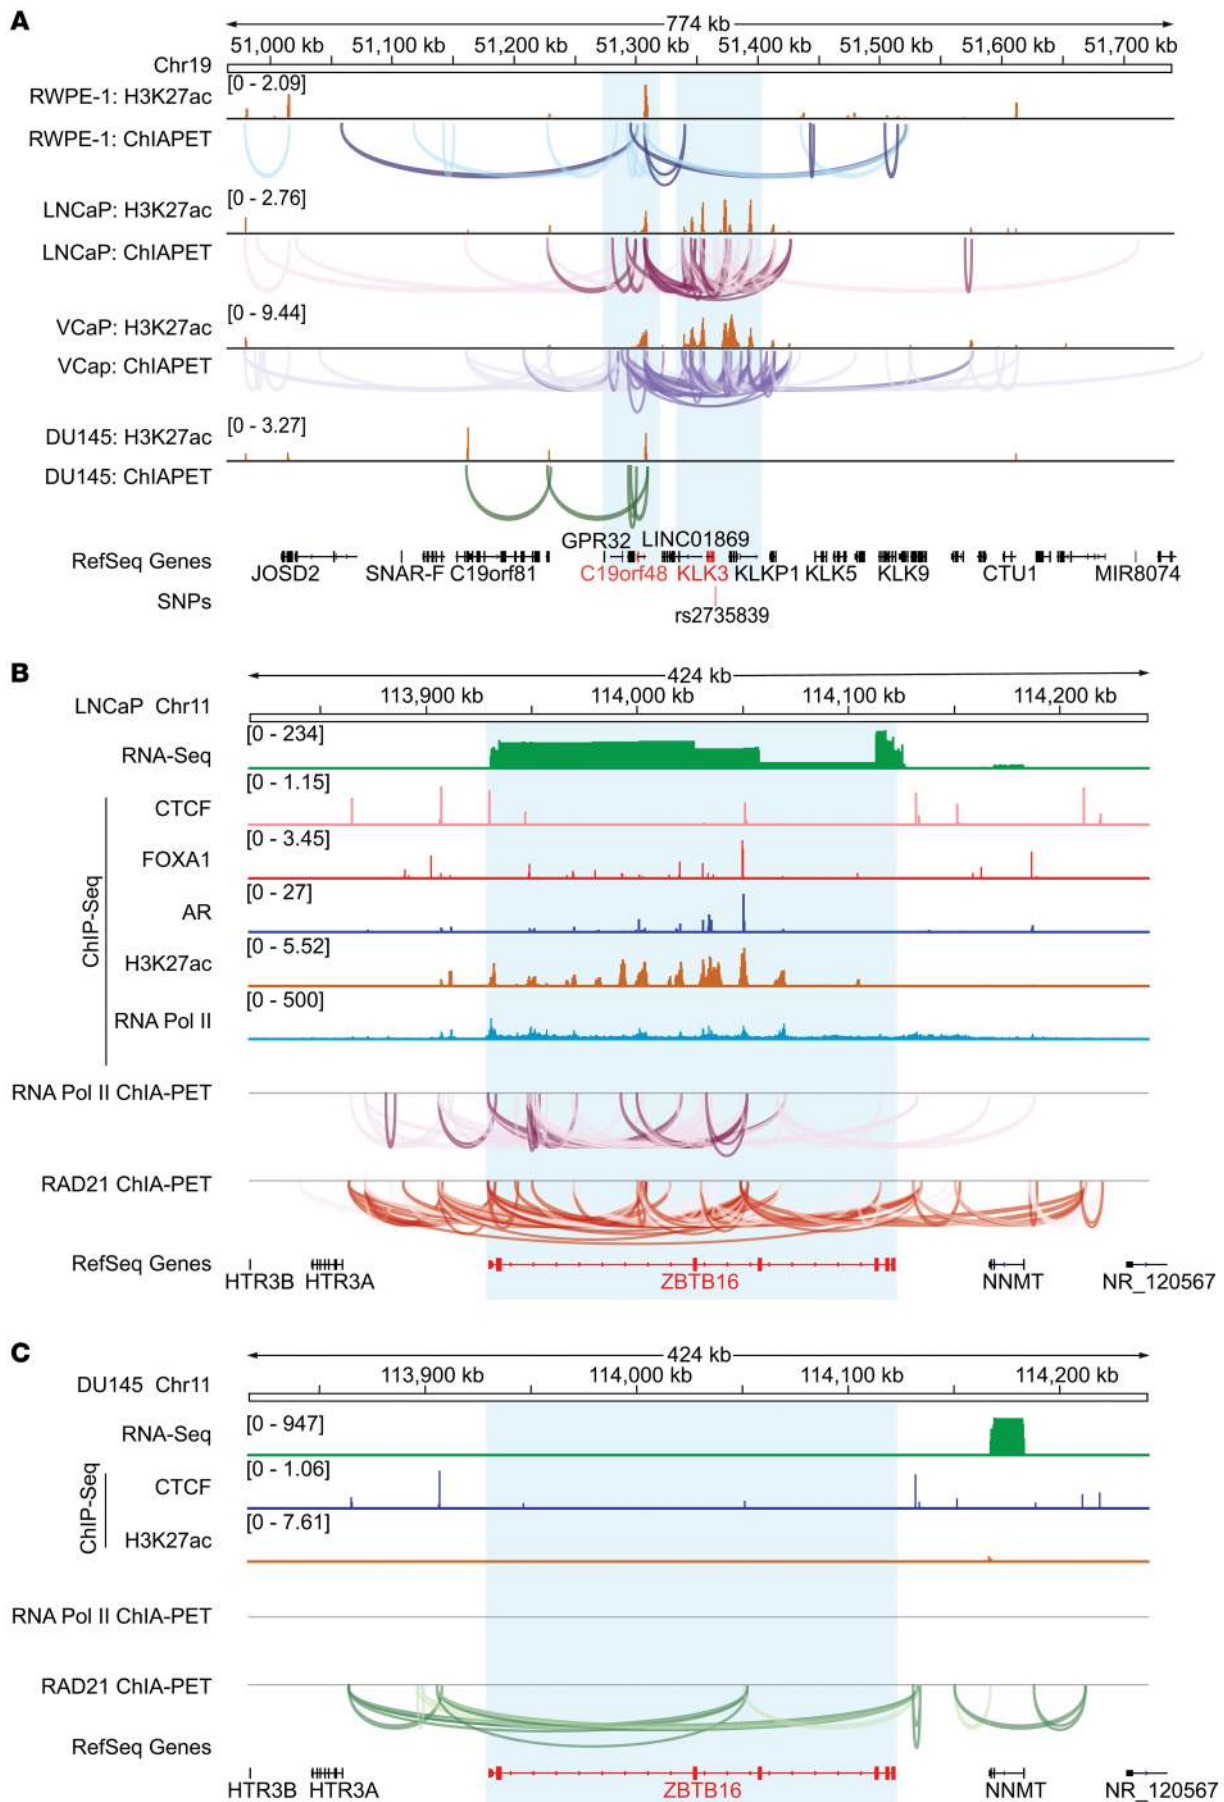 A
774 kb
51,000 kb 51,100 kb 51,200 kb 51,300 kb 51,400 kb 51,500 kb 51,600 kb 51,700 kb
Chr19
[0 - 2.09]
RWPE-1: H3K27ac
RWPE-1: ChIAPET
[0 - 2.76]
LNCaP: H3K27ac
LNCaP: ChIAPET
[0 - 9.44]
VCaP: H3K27ac
VCap: ChIAPET
[0 - 3.27]
DU145: H3K27ac
DU145: ChIAPET
GPR32 LINC01869
RefSeq Genes
JOSD2 SNAR-F C19orf81 C19orf48 KLK3 KLKP1 KLK5 KLK9 CTU1 MIR8074
SNPs
rs2735839
B
424 kb
113,900 kb 114,000 kb 114,100 kb 114,200 kb
LNCaP Chr11
[0 - 234]
RNA-Seq
[0 - 1.15]
CTCF
[0 - 3.45]
FOXA1
[0 - 27]
AR
ChIP-Seq
[0 - 5.52]
H3K27ac
[0 - 500]
RNA Pol II
RNA Pol II ChIA-PET
RAD21 ChIA-PET
RefSeq Genes
HTR3B HTR3A ZBTB16 NNMT NR_120567
C
424 kb
113,900 kb 114,000 kb 114,100 kb 114,200 kb
DU145 Chr11
[0 - 947]
RNA-Seq
[0 - 1.06]
CTCF
ChIP-Seq
[0 - 7.61]
H3K27ac
RNA Pol II ChIA-PET
RAD21 ChIA-PET
RefSeq Genes
HTR3B HTR3A ZBTB16 NNMT NR_120567